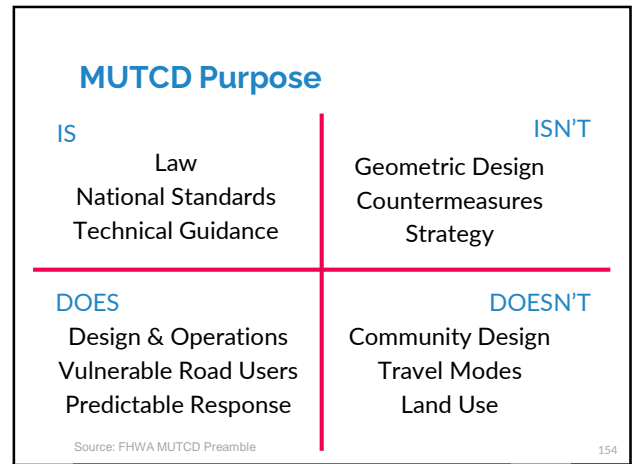 MUTCD Purpose
IS
Law
National Standards
Technical Guidance
ISN'T
Geometric Design
Countermeasures
Strategy
DOES
Design & Operations
Vulnerable Road Users
Predictable Response
DOESN'T
Community Design
Travel Modes
Land Use
Source: FHWA MUTCD Preamble
154